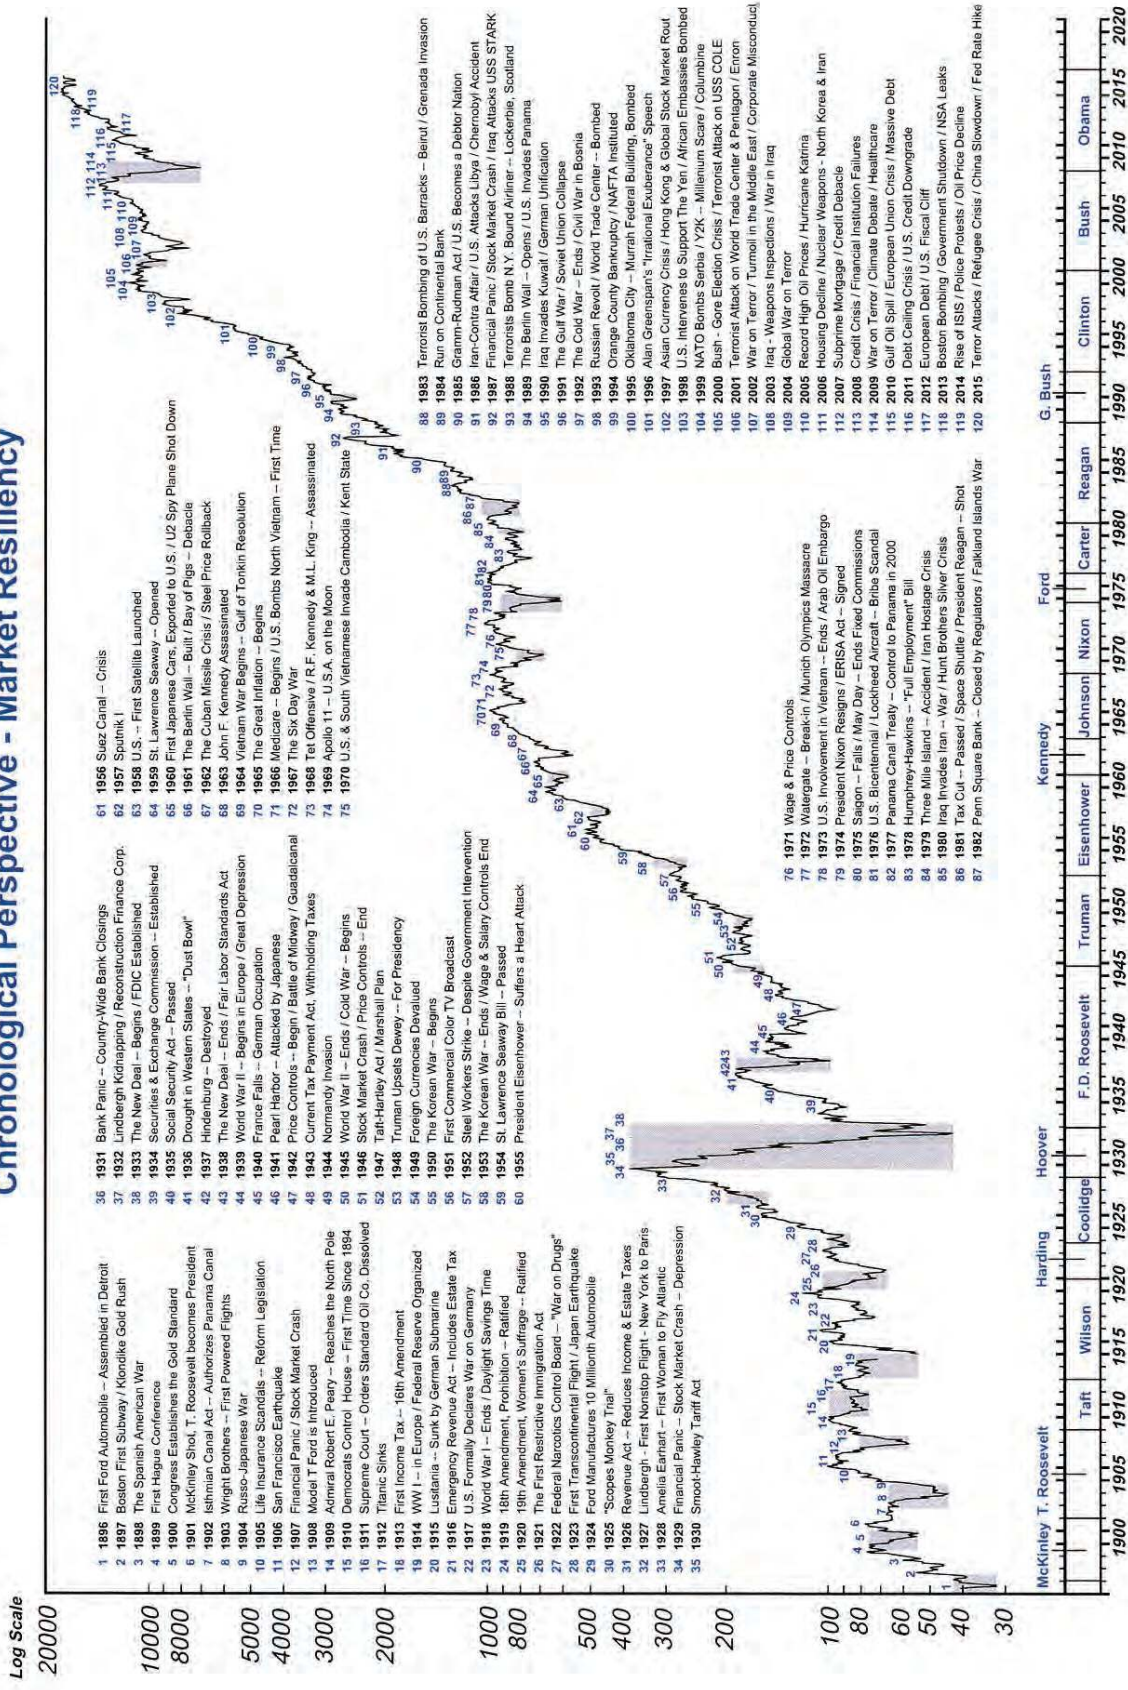 Chronological Perspective - Market Resiliency
Log Scale
20000
10000
8000
6000
5000
4000
3000
2000
1000
800
500
400
200
100
80
60
50
40
30
1 1896 First Ford Automobile -- Assembled in Detroit
2 1897 Boston First Subway / Klondike Gold Rush
3 1898 The Spanish American War
4 1899 First Hague Conference
5 1900 Congress Establishes the Gold Standard
6 1901 McKinley Shot, T. Roosevelt becomes President
7 1902 Isthmian Canal Act -- Authorizes Panama Canal
8 1903 Wright Brothers -- First Powered Flights
9 1904 Russo-Japanese War
10 1905 Life Insurance Scandals -- Reform Legislation
11 1906 San Francisco Earthquake
12 1907 Financial Panic / Stock Market Crash
13 1908 Model T Ford is Introduced
14 1909 Admiral Robert E. Peary -- Reaches the North Pole
15 1910 Democrats Control House -- First Time Since 1894
16 1911 Supreme Court -- Orders Standard Oil Co. Dissolved
17 1912 Titanic Sinks
18 1913 First Income Tax -- 16th Amendment
19 1914 WW I -- in Europe / Federal Reserve Organized
20 1915 Lusitania -- Sunk by German Submarine
21 1916 Emergency Revenue Act -- Includes Estate Tax
22 1917 U.S. Formally Declares War on Germany
23 1918 World War I -- Ends / Daylight Savings Time
24 1919 18th Amendment, Prohibition -- Ratified
25 1920 19th Amendment, Women's Suffrage -- Ratified
26 1921 The First Restrictive Immigration Act
27 1922 Federal Narcotics Control Board -- "War on Drugs"
28 1923 First Transcontinental Flight / Japan Earthquake
29 1924 Ford Manufactures 10 Millionth Automobile
30 1925 "Scopes Monkey Trial"
31 1926 Revenue Act -- Reduces Income & Estate Taxes
32 1927 Lindbergh - First Nonstop Flight - New York to Paris
33 1928 Amelia Earhart -- First Woman to Fly Atlantic
34 1929 Financial Panic -- Stock Market Crash -- Depression
35 1930 Smoot-Hawley Tariff Act
36 1931 Bank Panic -- Country-Wide Bank Closings
37 1932 Lindbergh Kidnapping / Reconstruction Finance Corp.
38 1933 The New Deal -- Begins / FDIC Established
39 1934 Securities & Exchange Commission -- Established
40 1935 Social Security Act -- Passed
41 1936 Drought in Western States -- "Dust Bowl"
42 1937 Hindenburg -- Destroyed
43 1938 The New Deal -- Ends / Fair Labor Standards Act
44 1939 World War II -- Begins in Europe / Great Depression
45 1940 France Falls -- German Occupation
46 1941 Pearl Harbor -- Attacked by Japanese
47 1942 Price Controls -- Begin / Battle of Midway / Guadalcanal
48 1943 Current Tax Payment Act, Withholding Taxes
49 1944 Normandy Invasion
50 1945 World War II -- Ends / Cold War -- Begins
51 1946 Stock Market Crash / Price Controls -- End
52 1947 Taft-Hartley Act / Marshall Plan
53 1948 Truman Upsets Dewey -- For Presidency
54 1949 Foreign Currencies Devalued
55 1950 The Korean War -- Begins
56 1951 First Commercial Color TV Broadcast
57 1952 Steel Workers Strike -- Despite Government Intervention
58 1953 The Korean War -- Ends / Wage & Salary Controls End
59 1954 St. Lawrence Seaway Bill -- Passed
60 1955 President Eisenhower -- Suffers a Heart Attack
61 1956 Suez Canal -- Crisis
62 1957 Sputnik I
63 1958 U.S. -- First Satellite Launched
64 1959 St. Lawrence Seaway -- Opened
65 1960 First Japanese Cars, Exported to U.S. / U2 Spy Plane Shot Down
66 1961 The Berlin Wall -- Built / Bay of Pigs -- Debacle
67 1962 The Cuban Missile Crisis / Steel Price Rollback
68 1963 John F. Kennedy Assassinated
69 1964 Vietnam War Begins -- Gulf of Tonkin Resolution
70 1965 The Great Inflation -- Begins
71 1966 Medicare -- Begins / U.S. Bombs North Vietnam -- First Time
72 1967 The Six Day War
73 1968 Tet Offensive / R.F. Kennedy & M.L. King -- Assassinated
74 1969 Apollo 11 -- U.S.A. on the Moon
75 1970 U.S. & South Vietnamese Invade Cambodia / Kent State
76 1971 Wage & Price Controls
77 1972 Watergate -- Break-in / Munich Olympics Massacre
78 1973 U.S. Involvement in Vietnam -- Ends / Arab Oil Embargo
79 1974 President Nixon Resigns / ERISA Act -- Signed
80 1975 Saigon -- Falls / May Day -- Ends Fixed Commissions
81 1976 U.S. Bicentennial / Lockheed Aircraft -- Bribe Scandal
82 1977 Panama Canal Treaty -- Control to Panama in 2000
83 1978 Humphrey-Hawkins -- "Full Employment" Bill
84 1979 Three Mile Island -- Accident / Iran Hostage Crisis
85 1980 Iraq Invades Iran -- War / Hunt Brothers Silver Crisis
86 1981 Tax Cut -- Passed / Space Shuttle / President Reagan -- Shot
87 1982 Penn Square Bank -- Closed by Regulators / Falkland Islands War
88 1983 Terrorist Bombing of U.S. Barracks -- Beirut / Grenada Invasion
89 1984 Run on Continental Bank
90 1985 Gramm-Rudman Act / U.S. Becomes a Debtor Nation
91 1986 Iran-Contra Affair / U.S. Attacks Libya / Chernobyl Accident
92 1987 Financial Panic / Stock Market Crash / Iraq Attacks USS STARK
93 1988 Terrorists Bomb N.Y. Bound Airliner -- Lockerbie, Scotland
94 1989 The Berlin Wall -- Opens / U.S. Invades Panama
95 1990 Iraq Invades Kuwait / German Unification
96 1991 The Gulf War / Soviet Union Collapse
97 1992 The Cold War -- Ends / Civil War in Bosnia
98 1993 Russian Revolt / World Trade Center -- Bombed
99 1994 Orange County Bankruptcy / NAFTA Instituted
100 1995 Oklahoma City -- Murrah Federal Building, Bombed
101 1996 Alan Greenspan's "Irrational Exuberance" Speech
102 1997 Asian Currency Crisis / Hong Kong & Global Stock Market Rout
103 1998 U.S. Intervenes to Support The Yen / African Embassies Bombed
104 1999 NATO Bombs Serbia / Y2K -- Millenium Scare / Columbine
105 2000 Bush - Gore Election Crisis / Terrorist Attack on USS COLE
106 2001 Terrorist Attack on World Trade Center & Pentagon / Enron
107 2002 War on Terror / Turmoil in the Middle East / Corporate Misconduct
108 2003 Iraq - Weapons Inspections / War in Iraq
109 2004 Global War on Terror
110 2005 Record High Oil Prices / Hurricane Katrina
111 2006 Housing Decline / Nuclear Weapons - North Korea & Iran
112 2007 Subprime Mortgage / Credit Debacle
113 2008 Credit Crisis / Financial Institution Failures
114 2009 War on Terror / Climate Debate / Healthcare
115 2010 Gulf Oil Spill / European Union Crisis / Massive Debt
116 2011 Debt Ceiling Crisis / U.S. Credit Downgrade
117 2012 European Debt / U.S. Fiscal Cliff
118 2013 Boston Bombing / Government Shutdown / NSA Leaks
119 2014 Rise of ISIS / Police Protests / Oil Price Decline
120 2015 Terror Attacks / Refugee Crisis / China Slowdown / Fed Rate Hike
McKinley T. Roosevelt Taft Wilson Harding Coolidge Hoover F.D. Roosevelt Truman Eisenhower Kennedy Johnson Nixon Ford Carter Reagan G. Bush Clinton Bush Obama
1900 1905 1910 1915 1920 1925 1930 1935 1940 1945 1950 1955 1960 1965 1970 1975 1980 1985 1990 1995 2000 2005 2010 2015 2020